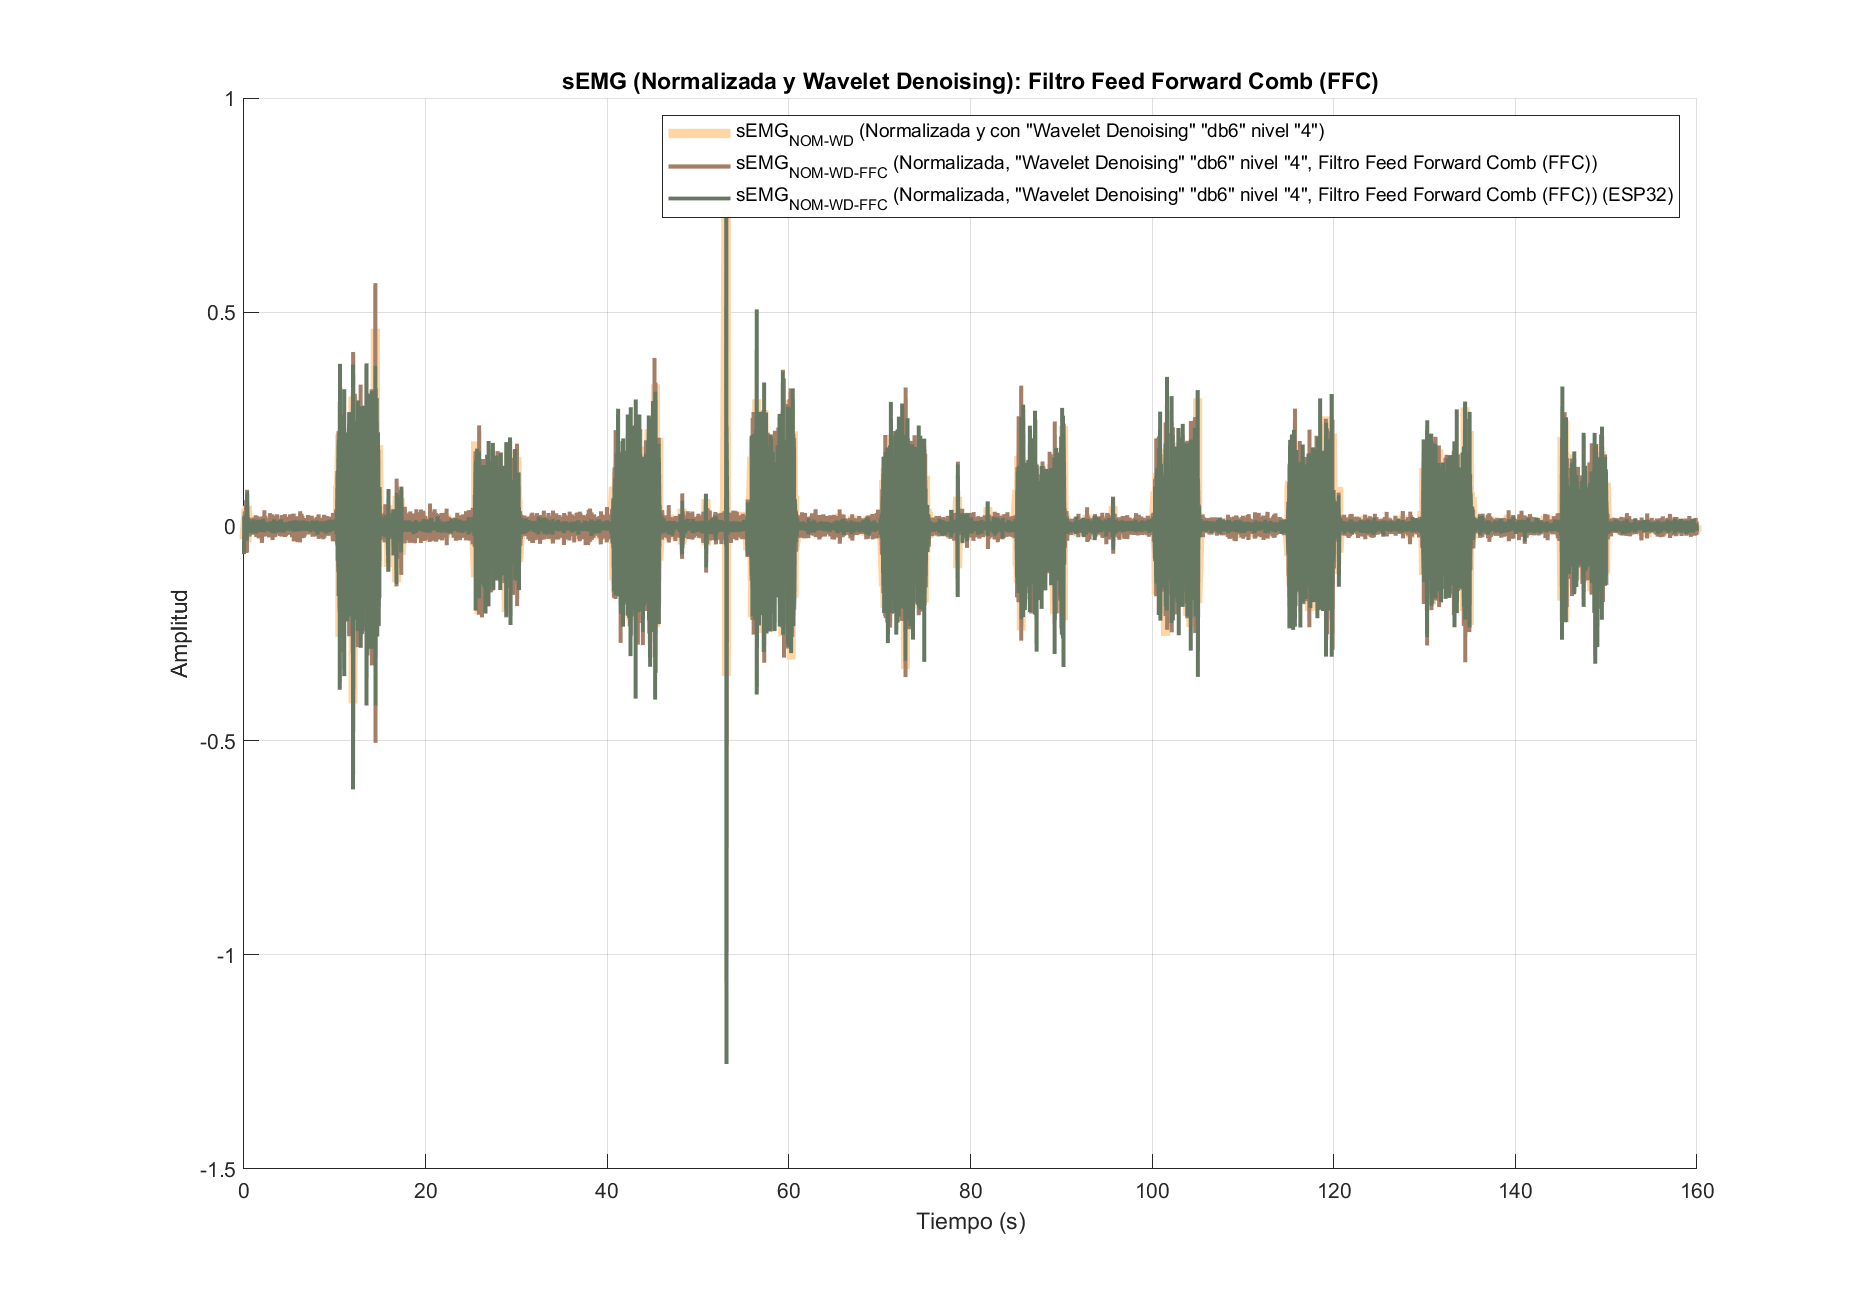 sEMG (Normalizada y Wavelet Denoising): Filtro Feed Forward Comb (FFC)
sEMG_NOM-WD (Normalizada y con "Wavelet Denoising" "db6" nivel "4")
sEMG_NOM-WD-FFC (Normalizada, "Wavelet Denoising" "db6" nivel "4", Filtro Feed Forward Comb (FFC))
sEMG_NOM-WD-FFC (Normalizada, "Wavelet Denoising" "db6" nivel "4", Filtro Feed Forward Comb (FFC)) (ESP32)
1
0.5
0
-0.5
-1
-1.5
Amplitud
0 20 40 60 80 100 120 140 160
Tiempo (s)